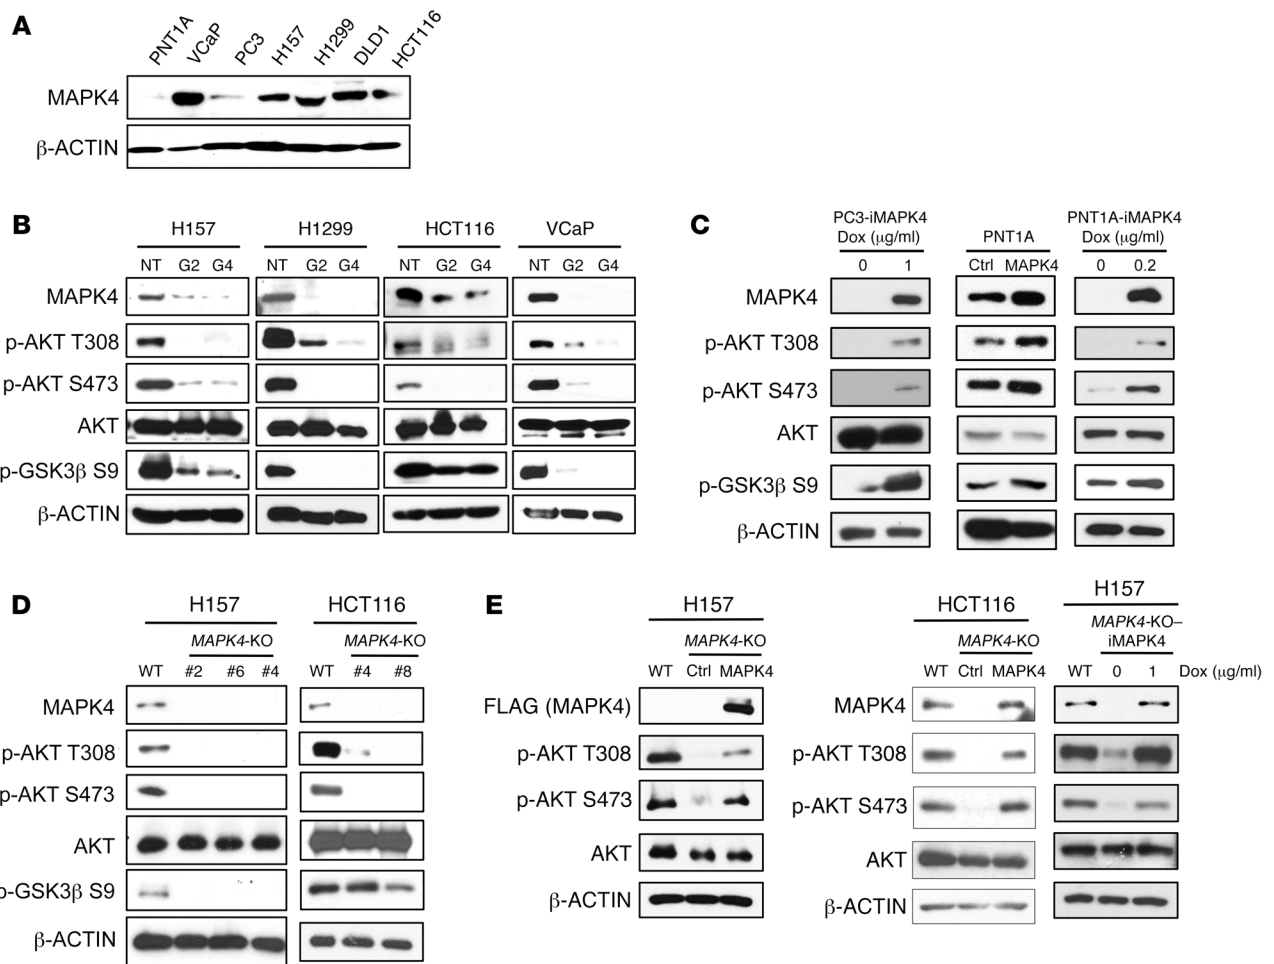 A
PNT1A VCaP PC3 H157 H1299 DLD1 HCT116
MAPK4
β-ACTIN
B
H157 H1299 HCT116 VCaP
NT G2 G4 NT G2 G4 NT G2 G4 NT G2 G4
MAPK4
p-AKT T308
p-AKT S473
AKT
p-GSK3β S9
β-ACTIN
C
PC3-iMAPK4 PNT1A-iMAPK4
Dox (μg/ml) PNT1A Dox (μg/ml)
0 1 Ctrl MAPK4 0 0.2
MAPK4
p-AKT T308
p-AKT S473
AKT
p-GSK3β S9
β-ACTIN
D
H157 HCT116
MAPK4-KO MAPK4-KO
WT #2 #6 #4 WT #4 #8
MAPK4
p-AKT T308
p-AKT S473
AKT
p-GSK3β S9
β-ACTIN
E
H157
MAPK4-KO
WT Ctrl MAPK4
FLAG (MAPK4)
p-AKT T308
p-AKT S473
AKT
β-ACTIN
HCT116 H157
MAPK4-KO MAPK4-KO–
iMAPK4
WT Ctrl MAPK4 WT 0 1 Dox (μg/ml)
MAPK4
p-AKT T308
p-AKT S473
AKT
β-ACTIN